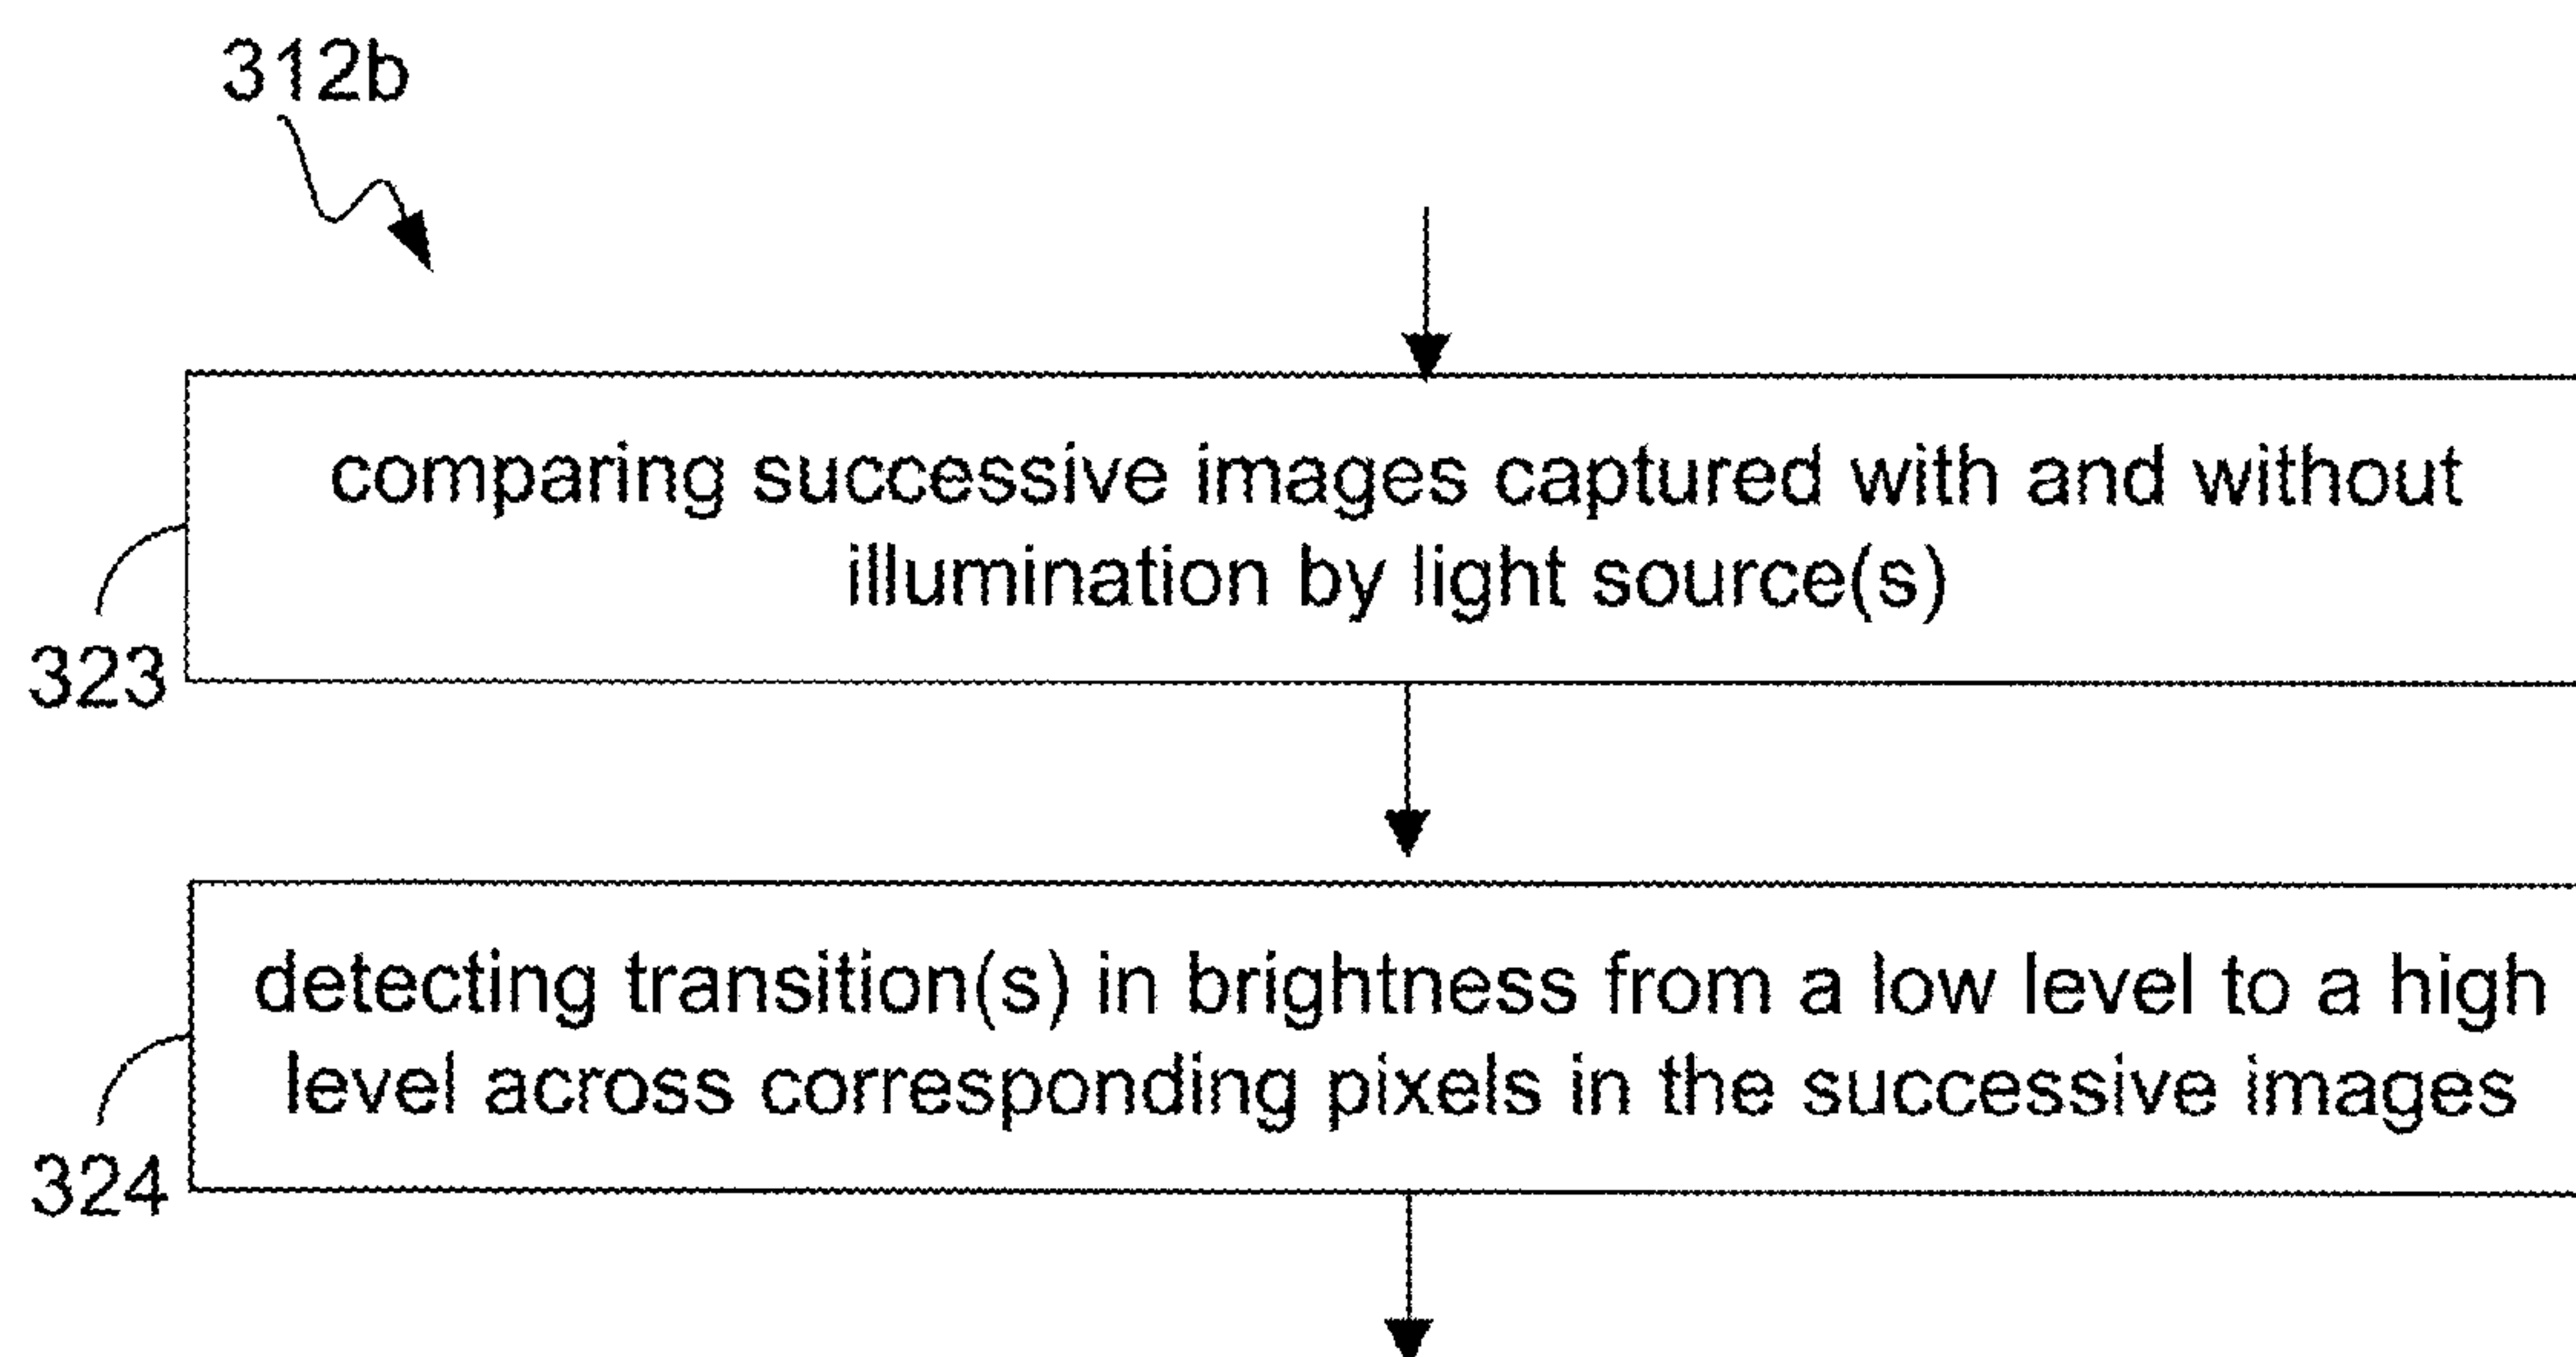 312b
comparing successive images captured with and without
illumination by light source(s)
323
detecting transition(s) in brightness from a low level to a high
level across corresponding pixels in the successive images
324